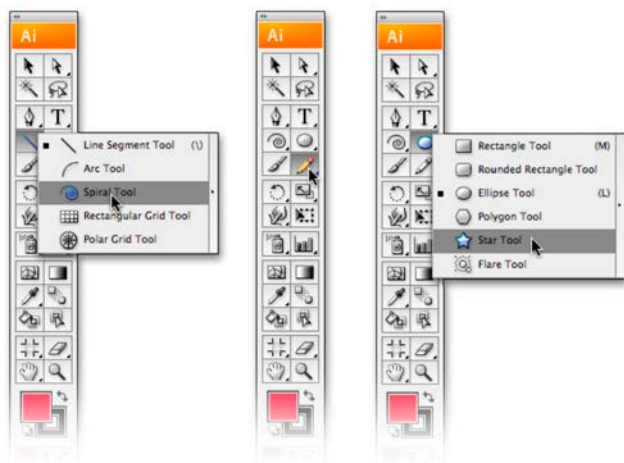 Ai
Line Segment Tool (\)
Arc Tool
Spiral Tool
Rectangular Grid Tool
Polar Grid Tool
T
Ai
T
Ai
T
Rectangle Tool (M)
Rounded Rectangle Tool
Ellipse Tool (L)
Polygon Tool
Star Tool
Flare Tool